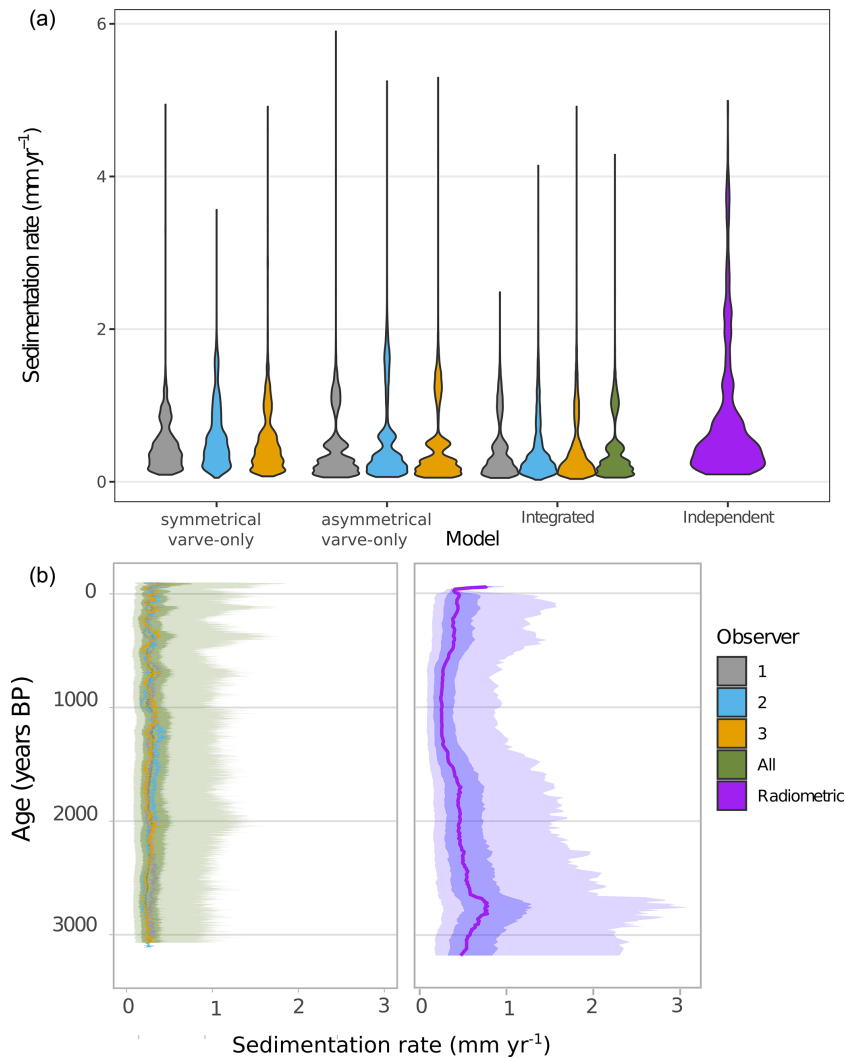 (a)
6
4
2
0
Sedimentation rate (mm yr⁻¹)
symmetrical
varve-only
asymmetrical
varve-only
Integrated
Independent
Model
(b)
0
1000
2000
3000
Age (years BP)
0
1
2
3
0
1
2
3
Sedimentation rate (mm yr⁻¹)
Observer
1
2
3
All
Radiometric